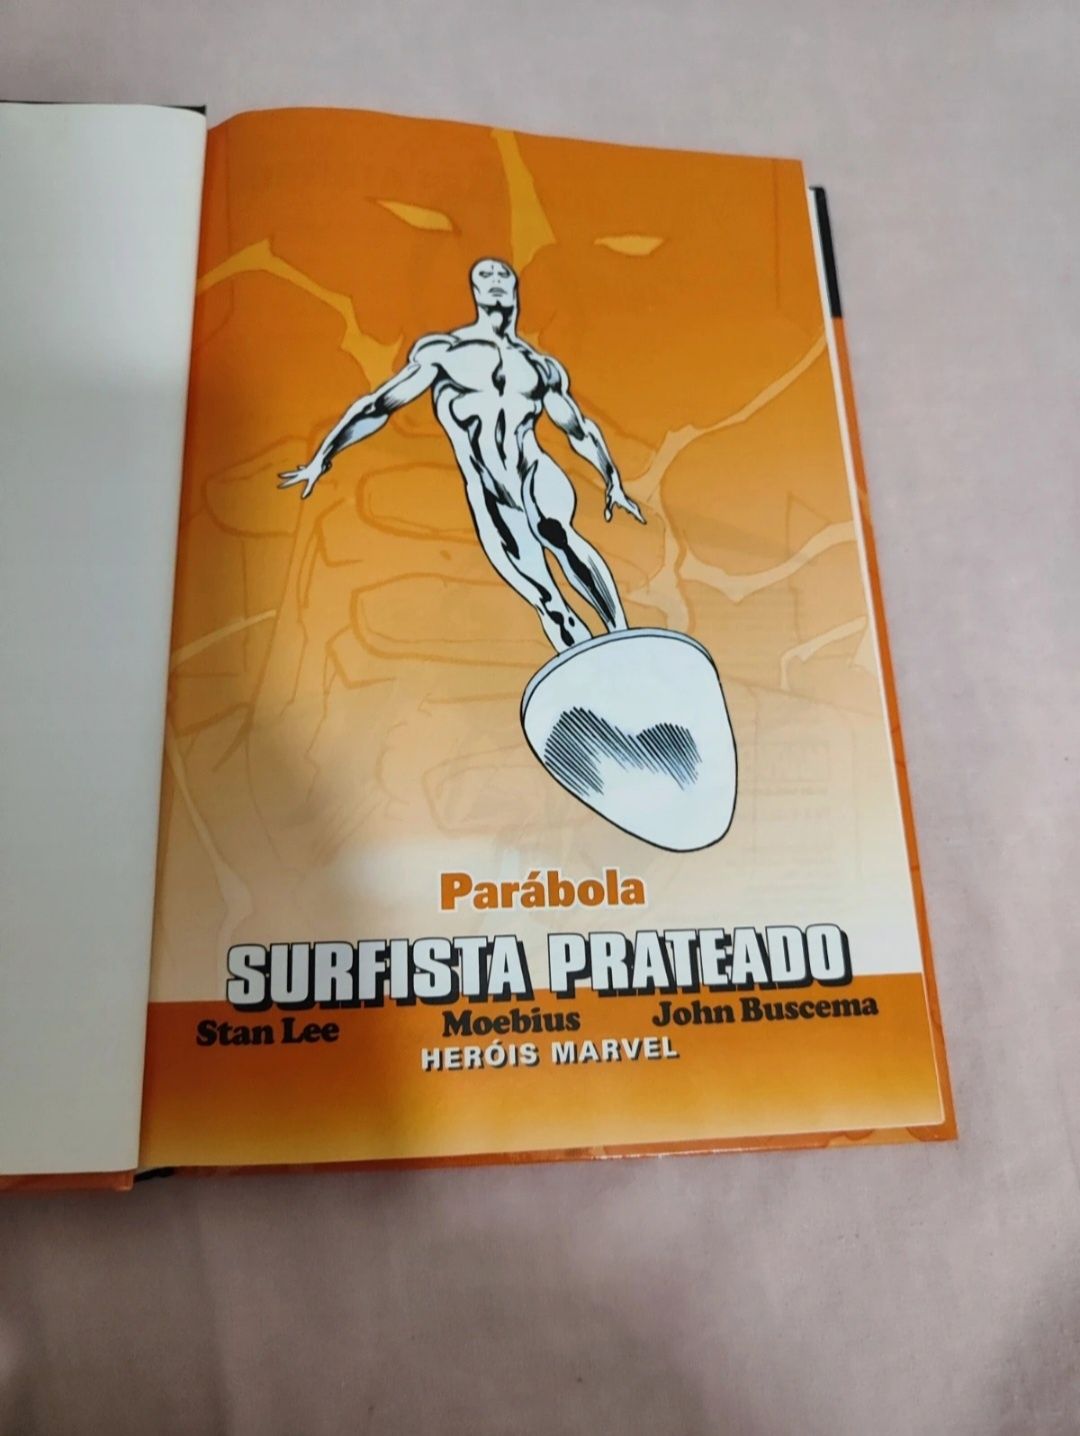 Parábola
SURFISTA PRATEADO
Stan Lee Moebius John Buscema
HERÓIS MARVEL